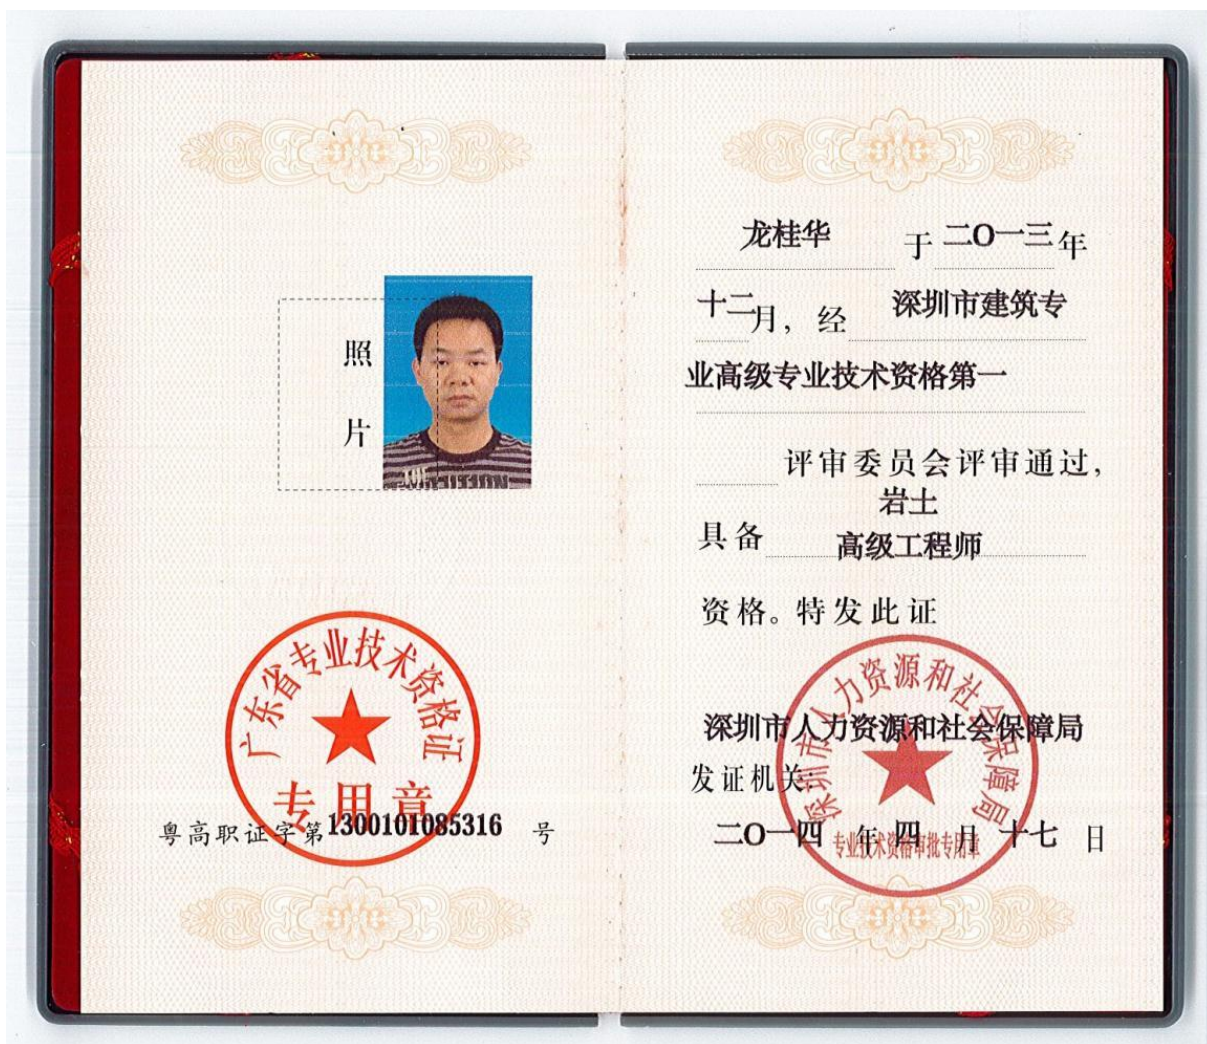 照
片
广东省专业技术资格证
专用章
粤高职证字第1300101085316号
龙桂华 于 二O一三年
十二月，经 深圳市建筑专
业高级专业技术资格第一
评审委员会评审通过，
岩土
具备 高级工程师
资格。特发此证
深圳市人力资源和社会保障局
深圳市人力资源和社会保障局
发证机关：
二O一四 年 四 月 十七 日
专业技术资格审批专用章